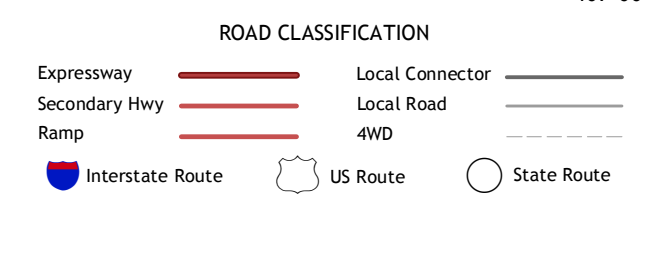 ROAD CLASSIFICATION
Expressway
Local Connector
Secondary Hwy
Local Road
Ramp
4WD
Interstate Route
US Route
State Route